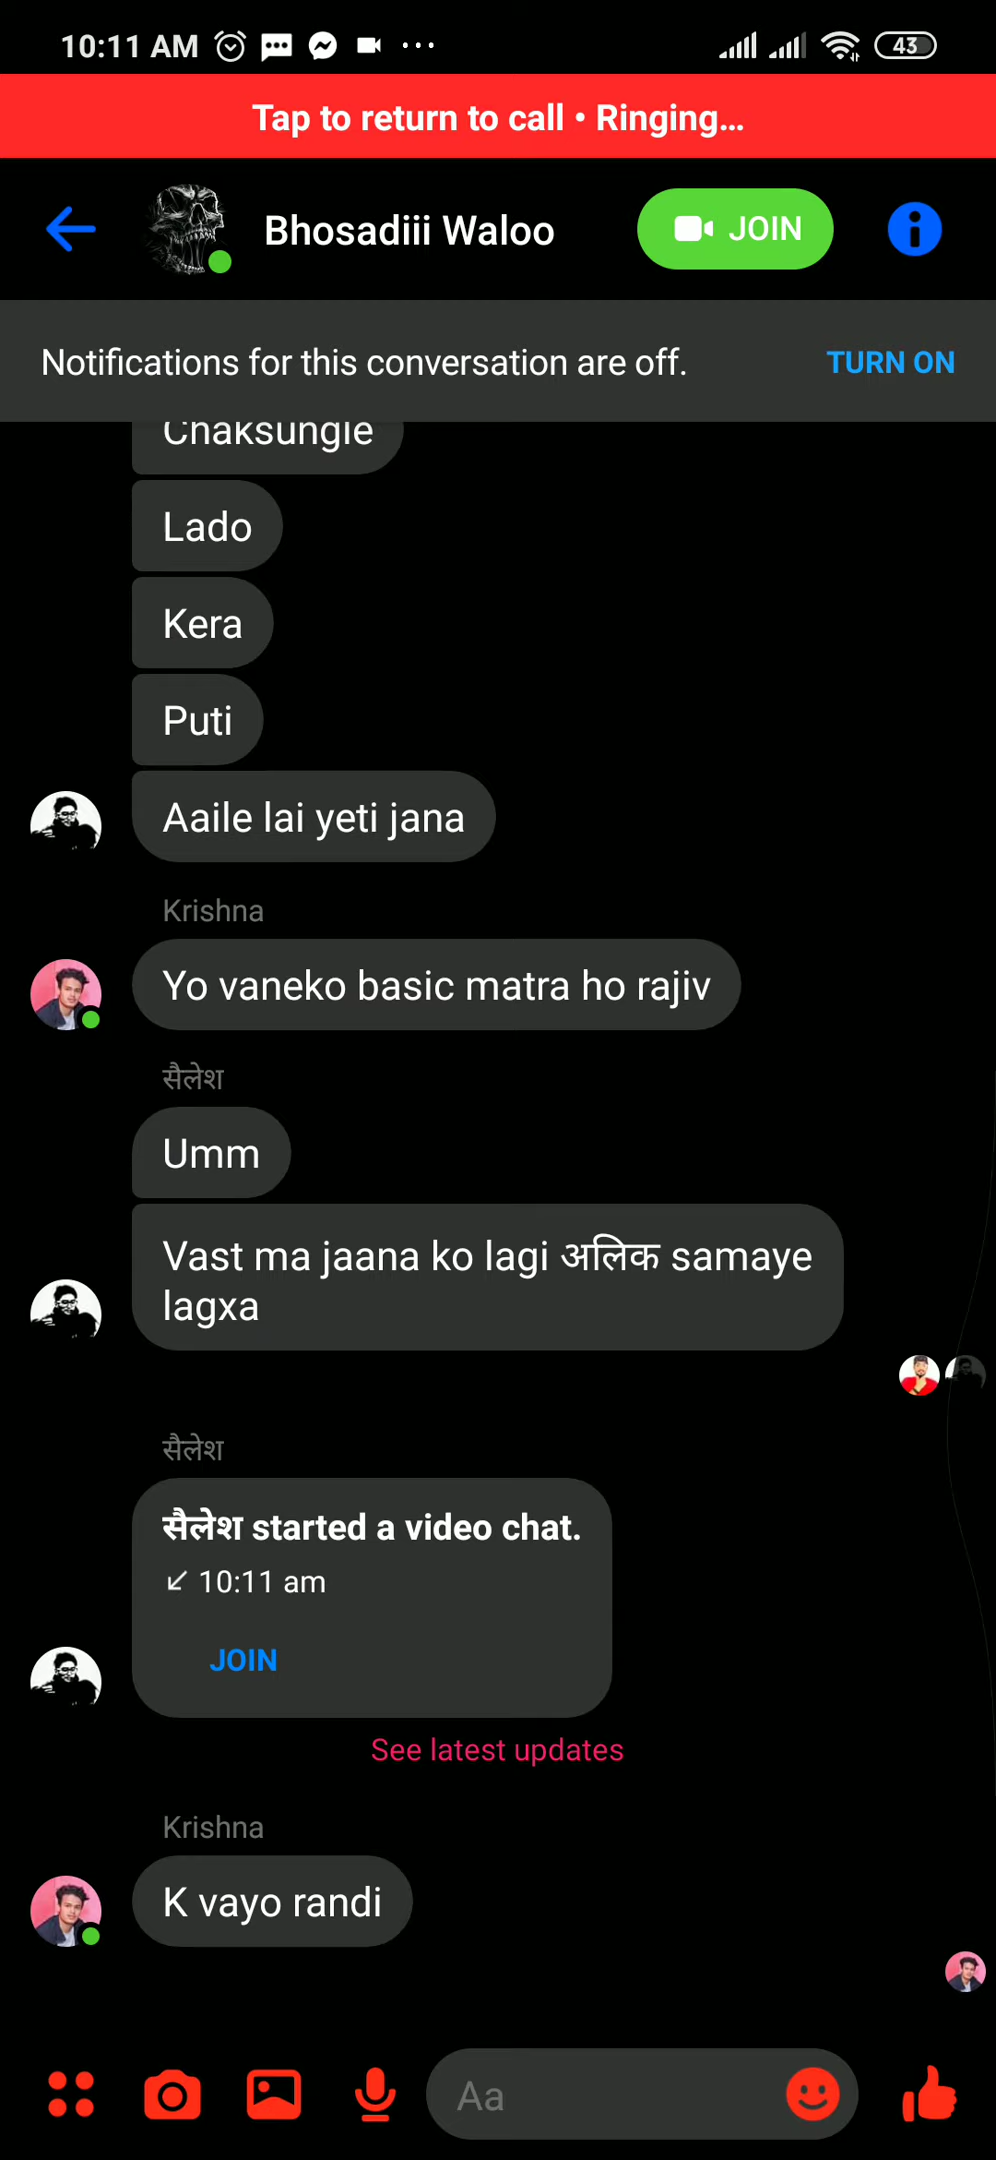 10:11 AM
43
Tap to return to call • Ringing...
Bhosadiii Waloo
JOIN
Notifications for this conversation are off.
TURN ON
Chaksungle
Lado
Kera
Puti
Aaile lai yeti jana
Krishna
Yo vaneko basic matra ho rajiv
सैलेश
Umm
Vast ma jaana ko lagi अलिक samaye
lagxa
सैलेश
सैलेश started a video chat.
10:11 am
JOIN
See latest updates
Krishna
K vayo randi
Aa